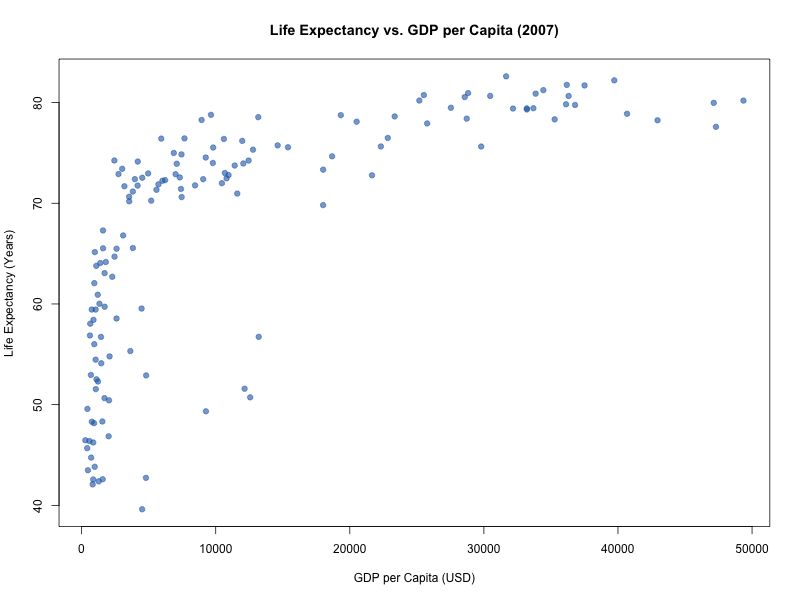 Life Expectancy vs. GDP per Capita (2007)
Life Expectancy (Years)
80
70
60
50
40
0 10000 20000 30000 40000 50000
GDP per Capita (USD)